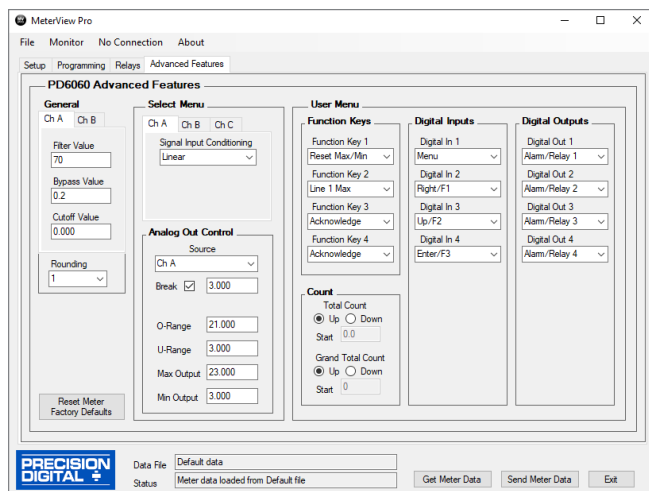 MeterView Pro
File Monitor No Connection About
Setup Programming Relays Advanced Features
PD6060 Advanced Features
General
Ch A Ch B
Filter Value
70
Bypass Value
0.2
Cutoff Value
0.000
Rounding
1
Reset Meter
Factory Defaults
Select Menu
Ch A Ch B Ch C
Signal Input Conditioning
Linear
Analog Out Control
Source
Ch A
Break 3.000
O-Range 21.000
U-Range 3.000
Max Output 23.000
Min Output 3.000
User Menu
Function Keys
Function Key 1
Reset Max/Min
Function Key 2
Line 1 Max
Function Key 3
Acknowledge
Function Key 4
Acknowledge
Count
Total Count
Up Down
Start 0.0
Grand Total Count
Up Down
Start 0
Digital Inputs
Digital In 1
Menu
Digital In 2
Right/F1
Digital In 3
Up/F2
Digital In 4
Enter/F3
Digital Outputs
Digital Out 1
Alarm/Relay 1
Digital Out 2
Alarm/Relay 2
Digital Out 3
Alarm/Relay 3
Digital Out 4
Alarm/Relay 4
PRECISION
DIGITAL
Data File Default data
Status Meter data loaded from Default file
Get Meter Data Send Meter Data Exit